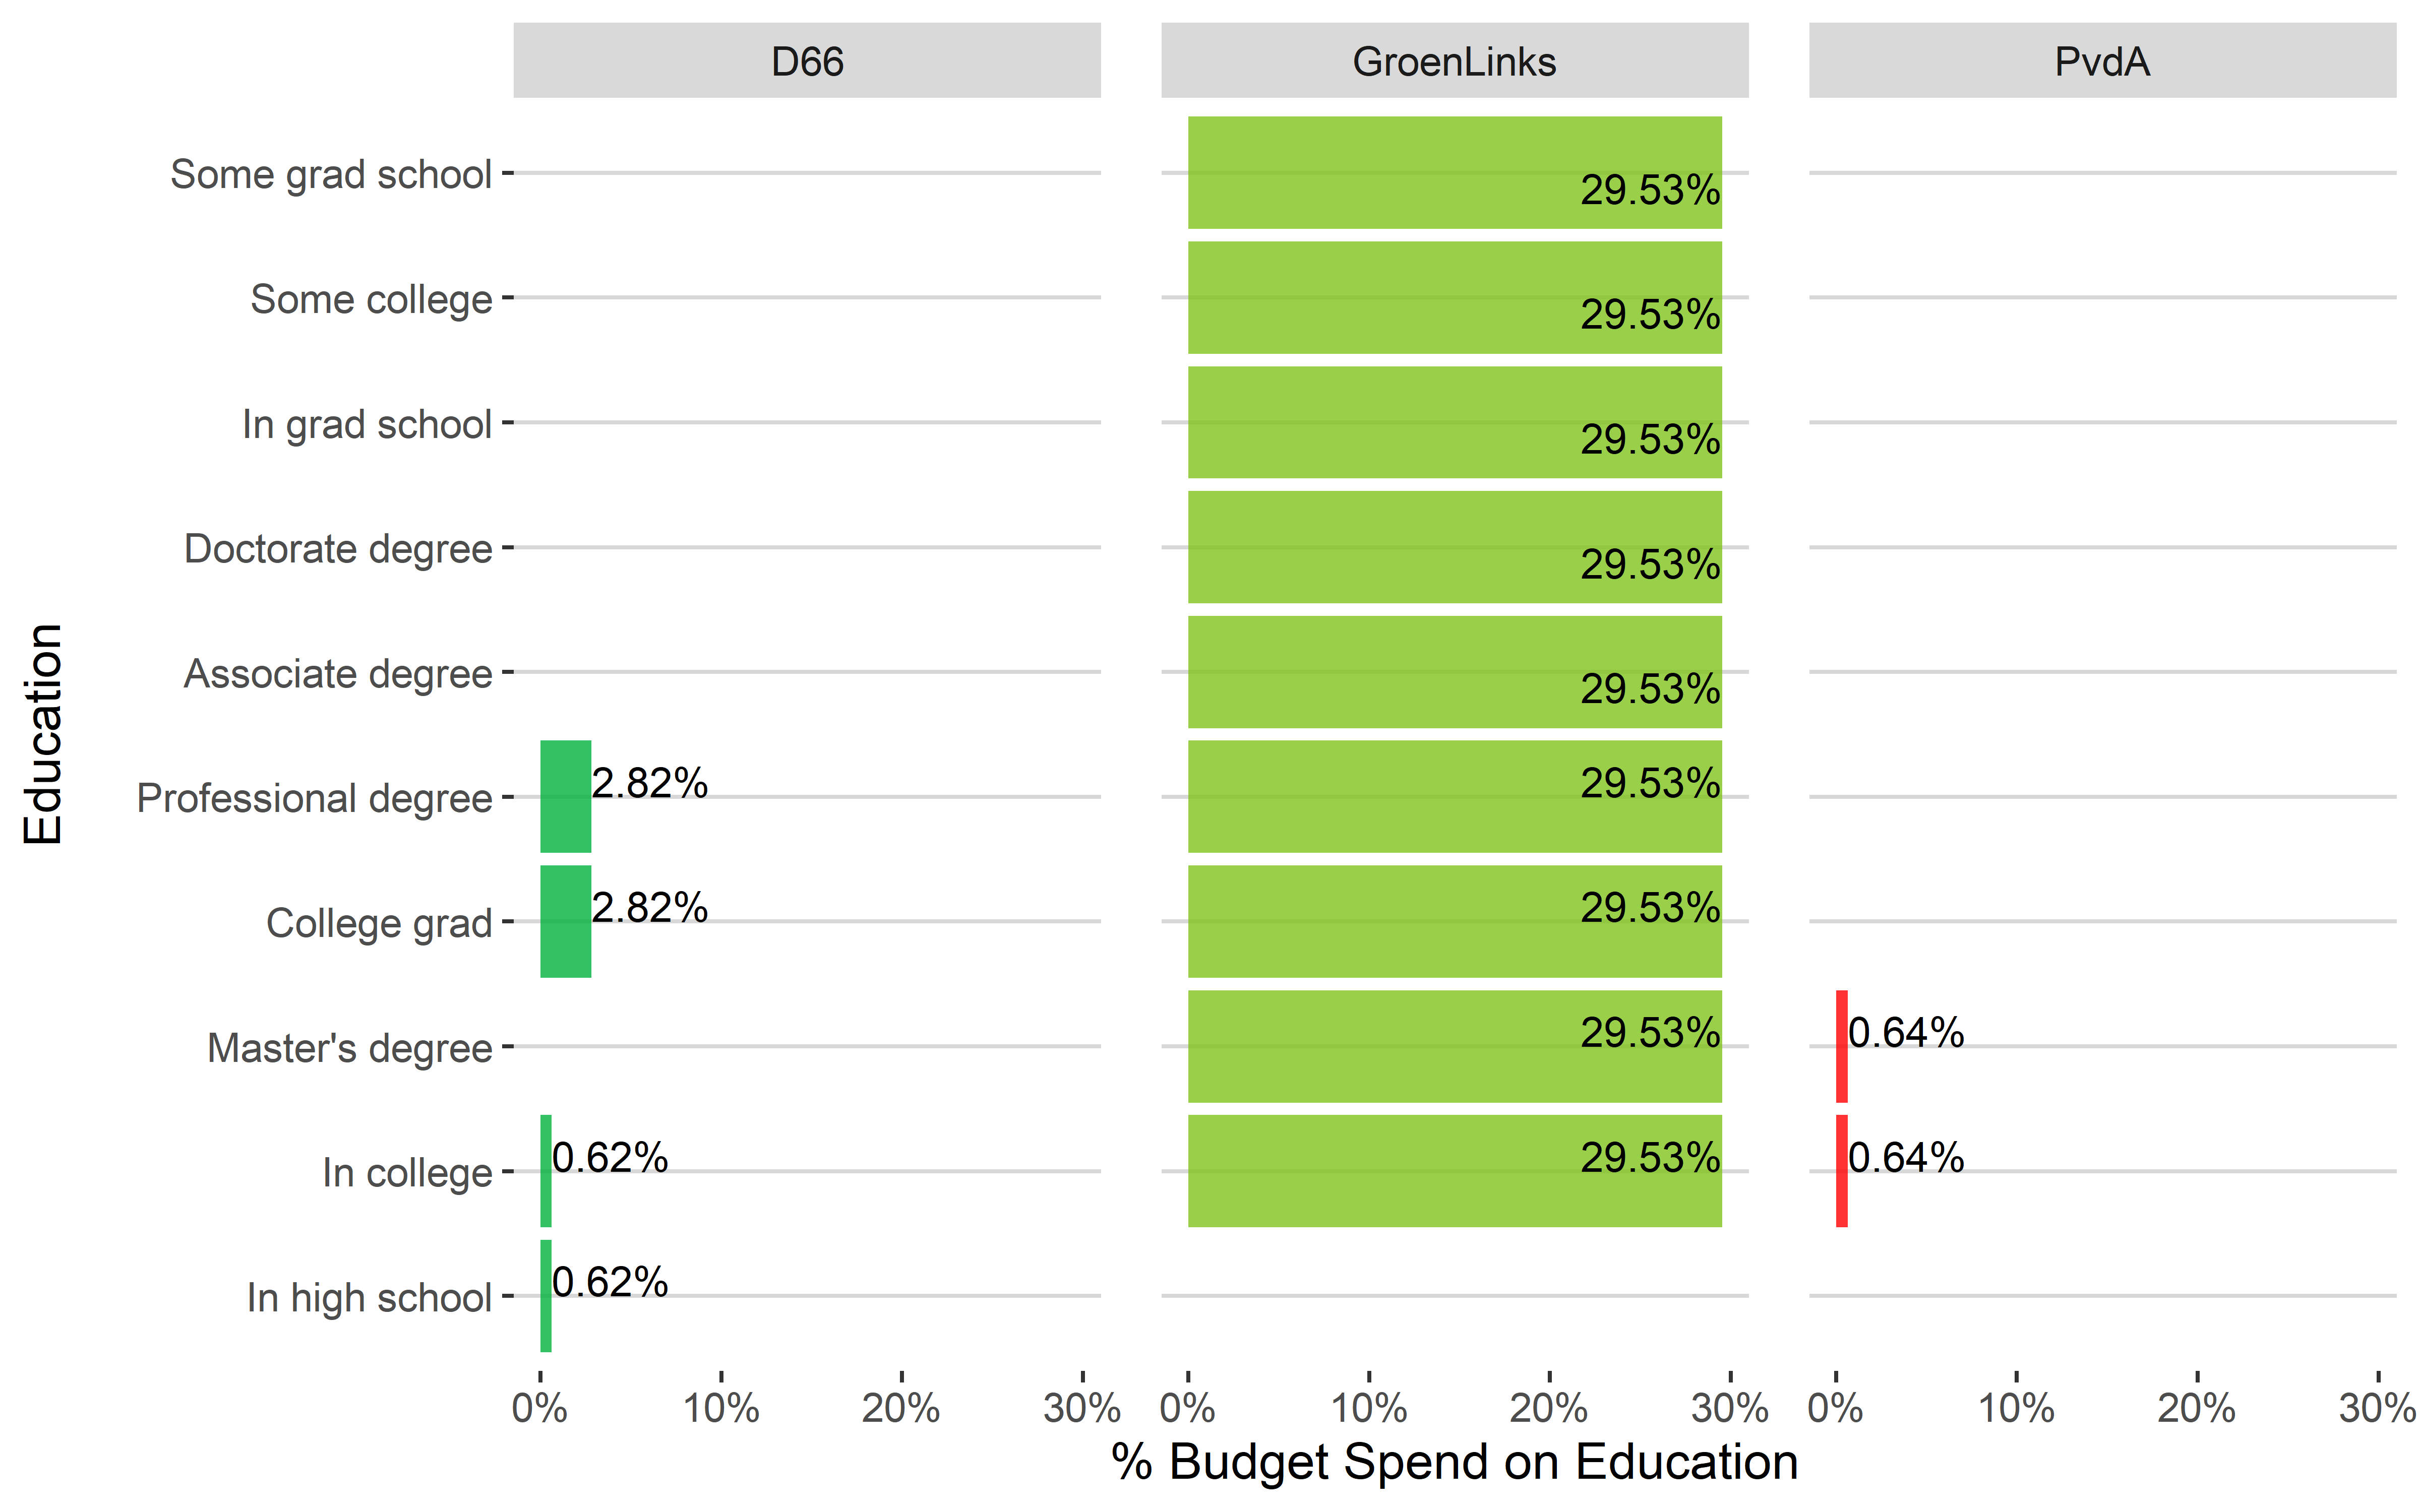 D66 GroenLinks PvdA
Some grad school 29.53%
Some college 29.53%
In grad school 29.53%
Doctorate degree 29.53%
Associate degree 29.53%
Professional degree 2.82% 29.53%
College grad 2.82% 29.53%
Master's degree 29.53% 0.64%
In college 0.62% 29.53% 0.64%
In high school 0.62%
0% 10% 20% 30% 0% 10% 20% 30% 0% 10% 20% 30%
% Budget Spend on Education
Education